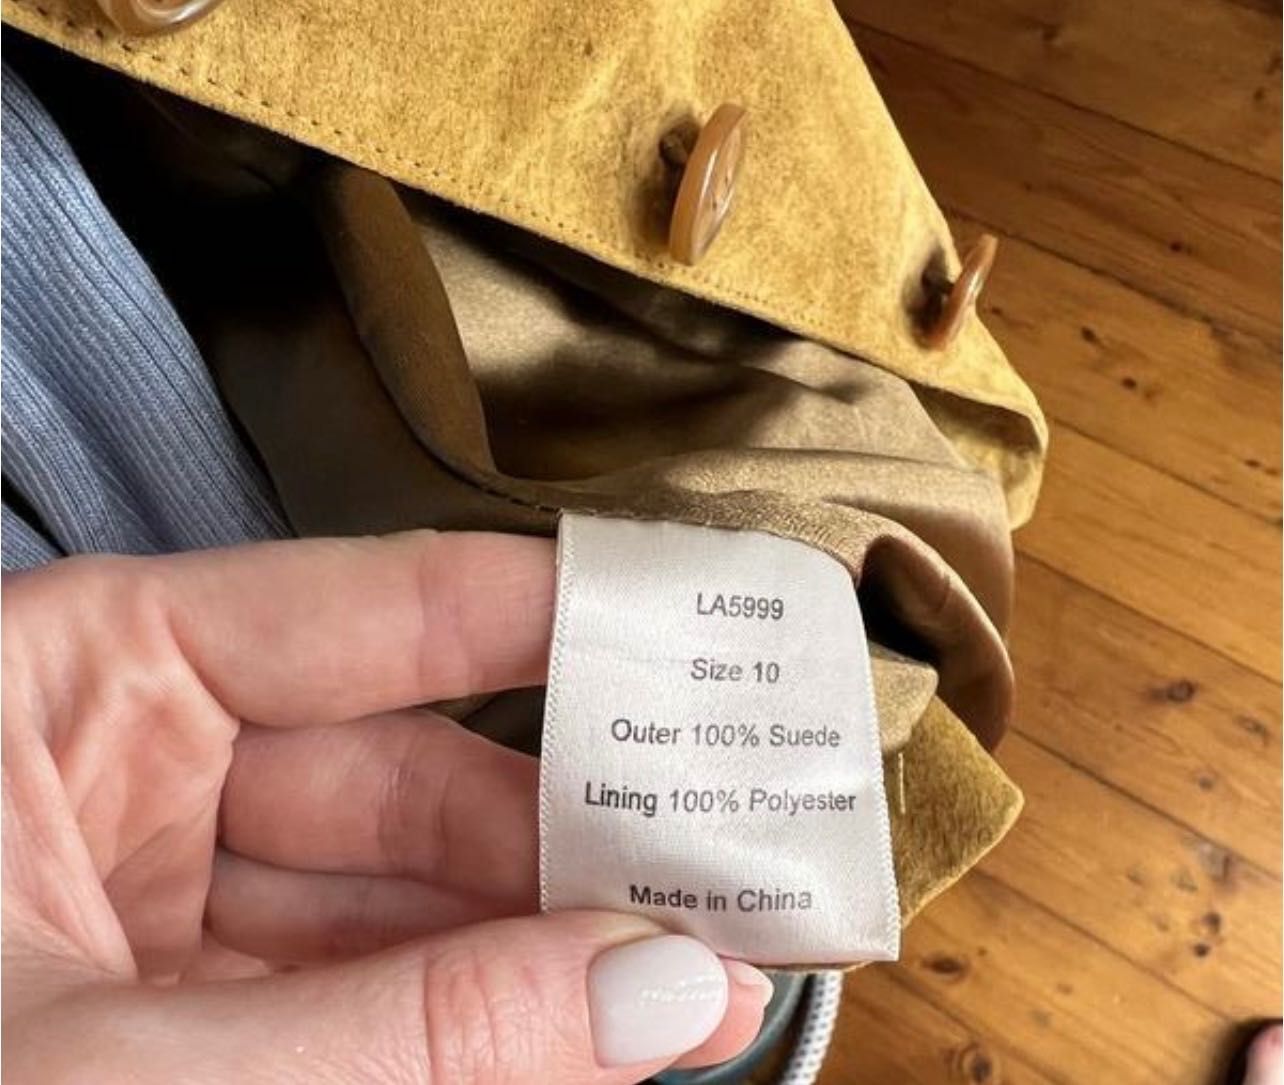 LA5999
Size 10
Outer 100% Suede
Lining 100% Polyester
Made in China